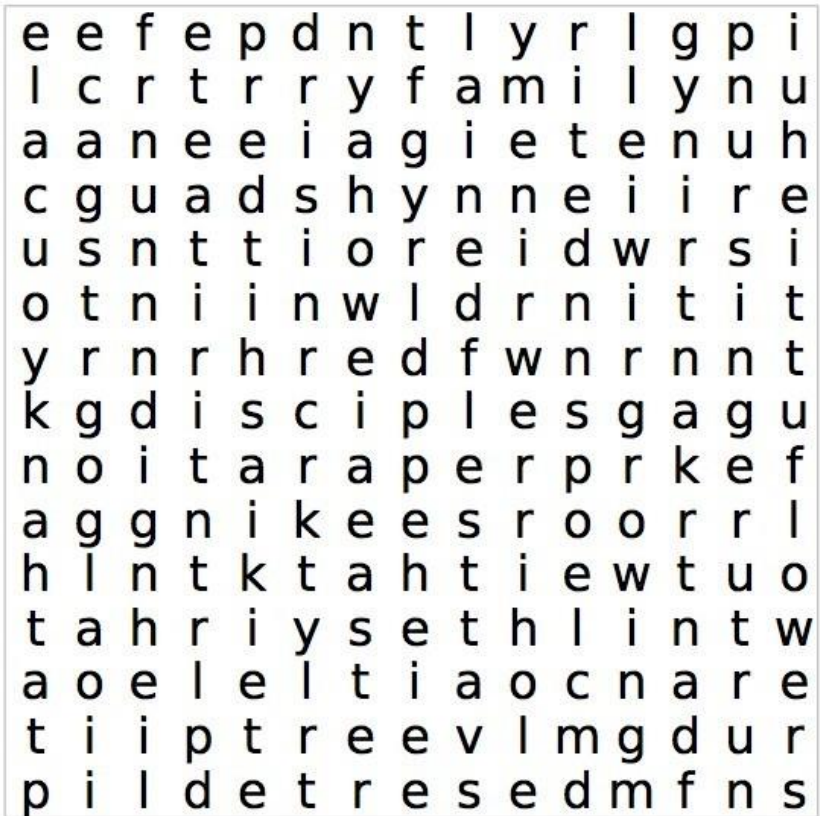 e e f e p d n t l y r l g p i
l c r t r r y f a m i l y n u
a a n e e i a g i e t e n u h
c g u a d s h y n n e i i r e
u s n t t i o r e i d w r s i
o t n i i n w l d r n i t i t
y r n r h r e d f w n r n n t
k g d i s c i p l e s g a g u
n o i t a r a p e r p r k e f
a g g n i k e e s r o o r r l
h l n t k t a h t i e w t u o
t a h r i y s e t h l i n t w
a o e l e l t i a o c n a r e
t i i p t r e e v l m g d u r
p i l d e t r e s e d m f n s